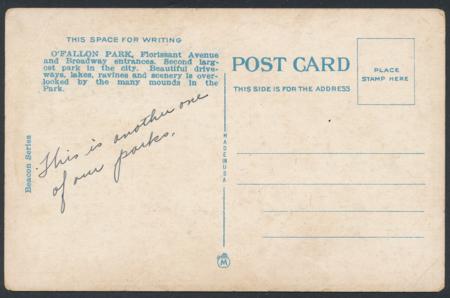 THIS SPACE FOR WRITING
O'FALLON PARK, Florissant Avenue
and Broadway entrances. Second larg-
est park in the city. Beautiful drive-
ways, lakes, ravines and scenery is over-
looked by the many mounds in the
Park.
Beacon Series
This is another one
of our parks.
MADE IN USA
M
POST CARD
THIS SIDE IS FOR THE ADDRESS
PLACE
STAMP HERE